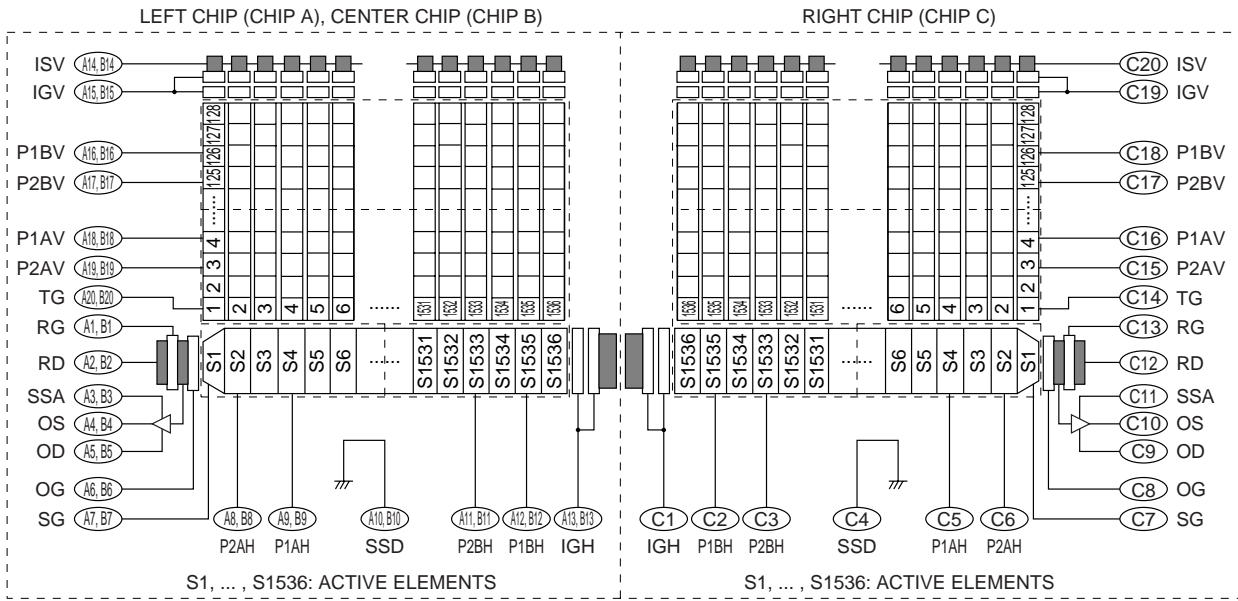 LEFT CHIP (CHIP A), CENTER CHIP (CHIP B)
RIGHT CHIP (CHIP C)
ISV A14, B14
IGV A15, B15
P1BV A16, B16
P2BV A17, B17
P1AV A18, B18
P2AV A19, B19
TG A20, B20
RG A1, B1
RD A2, B2
SSA A3, B3
OS A4, B4
OD A5, B5
OG A6, B6
SG A7, B7
128
127
126
125
......
4
3
2
1 2 3 4 5 6 ...... 1531 1532 1533 1534 1535 1536
S1 S2 S3 S4 S5 S6 ...... S1531 S1532 S1533 S1534 S1535 S1536
A8, B8 A9, B9 A10, B10 A11, B11 A12, B12 A13, B13
P2AH P1AH SSD P2BH P1BH IGH
S1, ... , S1536: ACTIVE ELEMENTS
C20 ISV
C19 IGV
C18 P1BV
C17 P2BV
C16 P1AV
C15 P2AV
C14 TG
C13 RG
C12 RD
C11 SSA
C10 OS
C9 OD
C8 OG
C7 SG
128
127
126
125
......
4
3
2
1536 1535 1534 1533 1532 1531 ...... 6 5 4 3 2 1
S1536 S1535 S1534 S1533 S1532 S1531 ...... S6 S5 S4 S3 S2 S1
C1 C2 C3 C4 C5 C6
IGH P1BH P2BH SSD P1AH P2AH
S1, ... , S1536: ACTIVE ELEMENTS